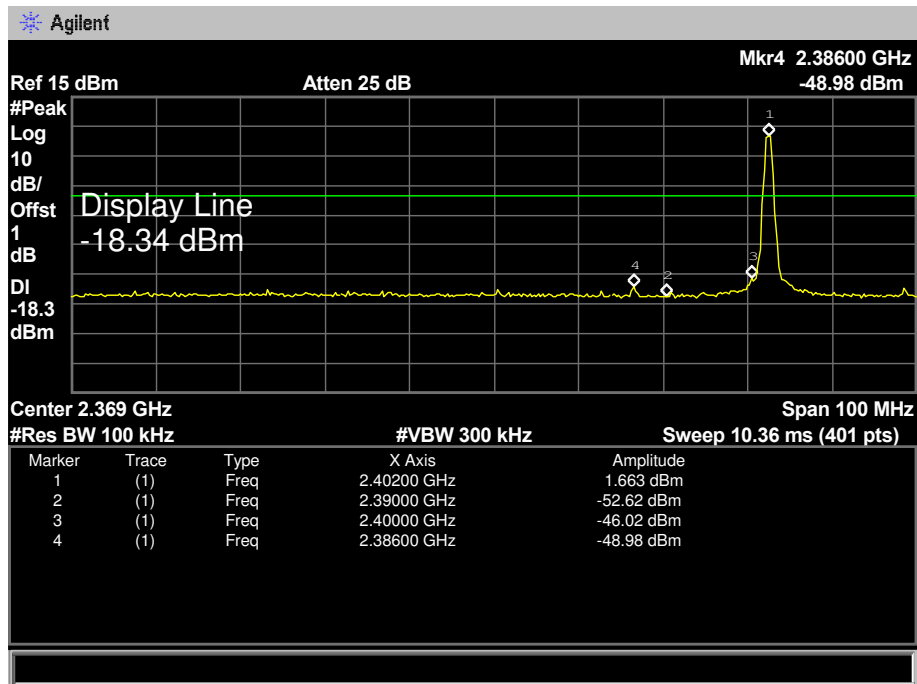 Agilent
Mkr4 2.38600 GHz
Ref 15 dBm Atten 25 dB -48.98 dBm
#Peak
Log
10
dB/
Offst
1
dB
DI
-18.3
dBm
1
Display Line
-18.34 dBm
4
2
3
Center 2.369 GHz Span 100 MHz
#Res BW 100 kHz #VBW 300 kHz Sweep 10.36 ms (401 pts)
Marker Trace Type X Axis Amplitude
1 (1) Freq 2.40200 GHz 1.663 dBm
2 (1) Freq 2.39000 GHz -52.62 dBm
3 (1) Freq 2.40000 GHz -46.02 dBm
4 (1) Freq 2.38600 GHz -48.98 dBm